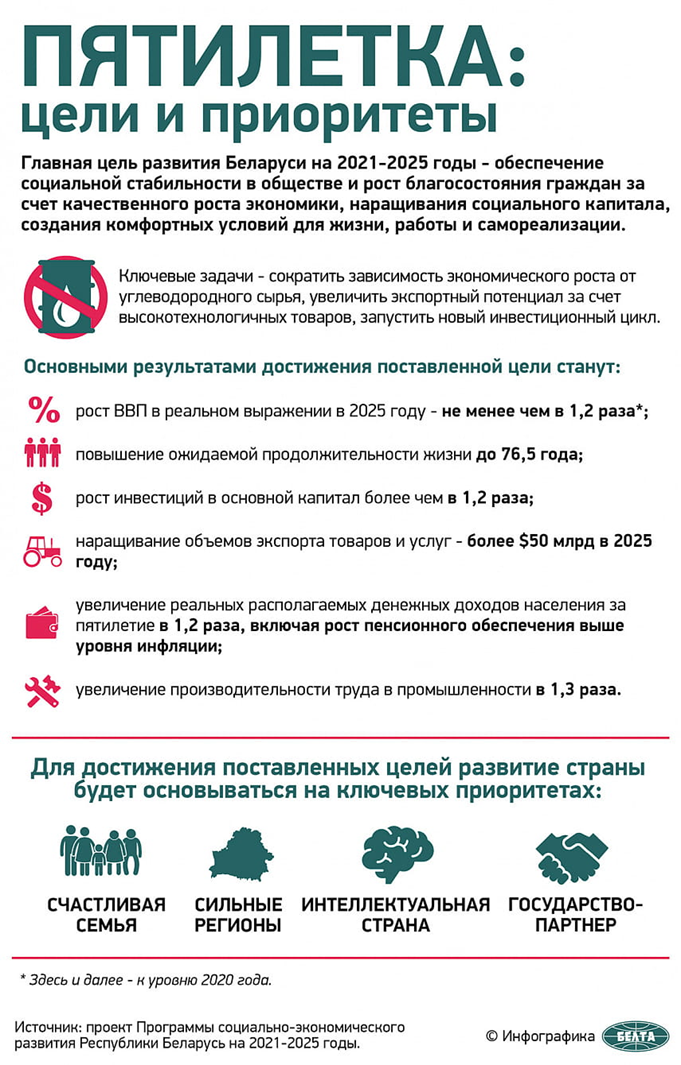 ПЯТИЛЕТКА:
цели и приоритеты
Главная цель развития Беларуси на 2021-2025 годы - обеспечение
социальной стабильности в обществе и рост благосостояния граждан за
счет качественного роста экономики, наращивания социального капитала,
создания комфортных условий для жизни, работы и самореализации.
Ключевые задачи - сократить зависимость экономического роста от
углеводородного сырья, увеличить экспортный потенциал за счет
высокотехнологичных товаров, запустить новый инвестиционный цикл.
Основными результатами достижения поставленной цели станут:
%
рост ВВП в реальном выражении в 2025 году - не менее чем в 1,2 раза*;
повышение ожидаемой продолжительности жизни до 76,5 года;
$
рост инвестиций в основной капитал более чем в 1,2 раза;
наращивание объемов экспорта товаров и услуг - более $50 млрд в 2025
году;
увеличение реальных располагаемых денежных доходов населения за
пятилетие в 1,2 раза, включая рост пенсионного обеспечения выше
уровня инфляции;
увеличение производительности труда в промышленности в 1,3 раза.
Для достижения поставленных целей развитие страны
будет основываться на ключевых приоритетах:
СЧАСТЛИВАЯ
СЕМЬЯ
СИЛЬНЫЕ
РЕГИОНЫ
ИНТЕЛЛЕКТУАЛЬНАЯ
СТРАНА
ГОСУДАРСТВО-
ПАРТНЕР
* Здесь и далее - к уровню 2020 года.
Источник: проект Программы социально-экономического
развития Республики Беларусь на 2021-2025 годы.
© Инфографика БЕЛТА